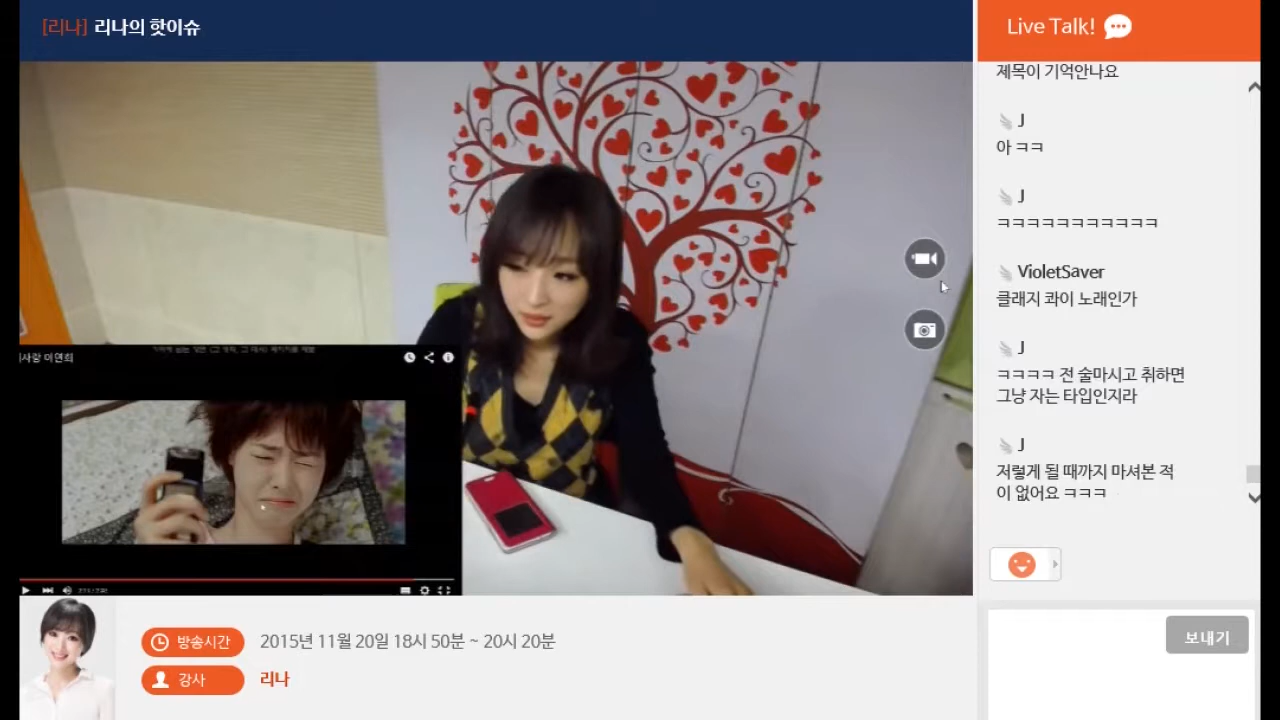 [리나] 리나의 핫이슈
Live Talk!
제목이 기억안나요
J
아 ㅋㅋ
J
ㅋㅋㅋㅋㅋㅋㅋㅋㅋㅋㅋ
VioletSaver
클래지 콰이 노래인가
J
ㅋㅋㅋㅋ 전 술마시고 취하면
그냥 자는 타입인지라
J
저렇게 될 때까지 마셔본 적
이 없어요 ㅋㅋㅋ
사랑 이연희
방송시간 2015년 11월 20일 18시 50분 ~ 20시 20분
강사 리나
보내기